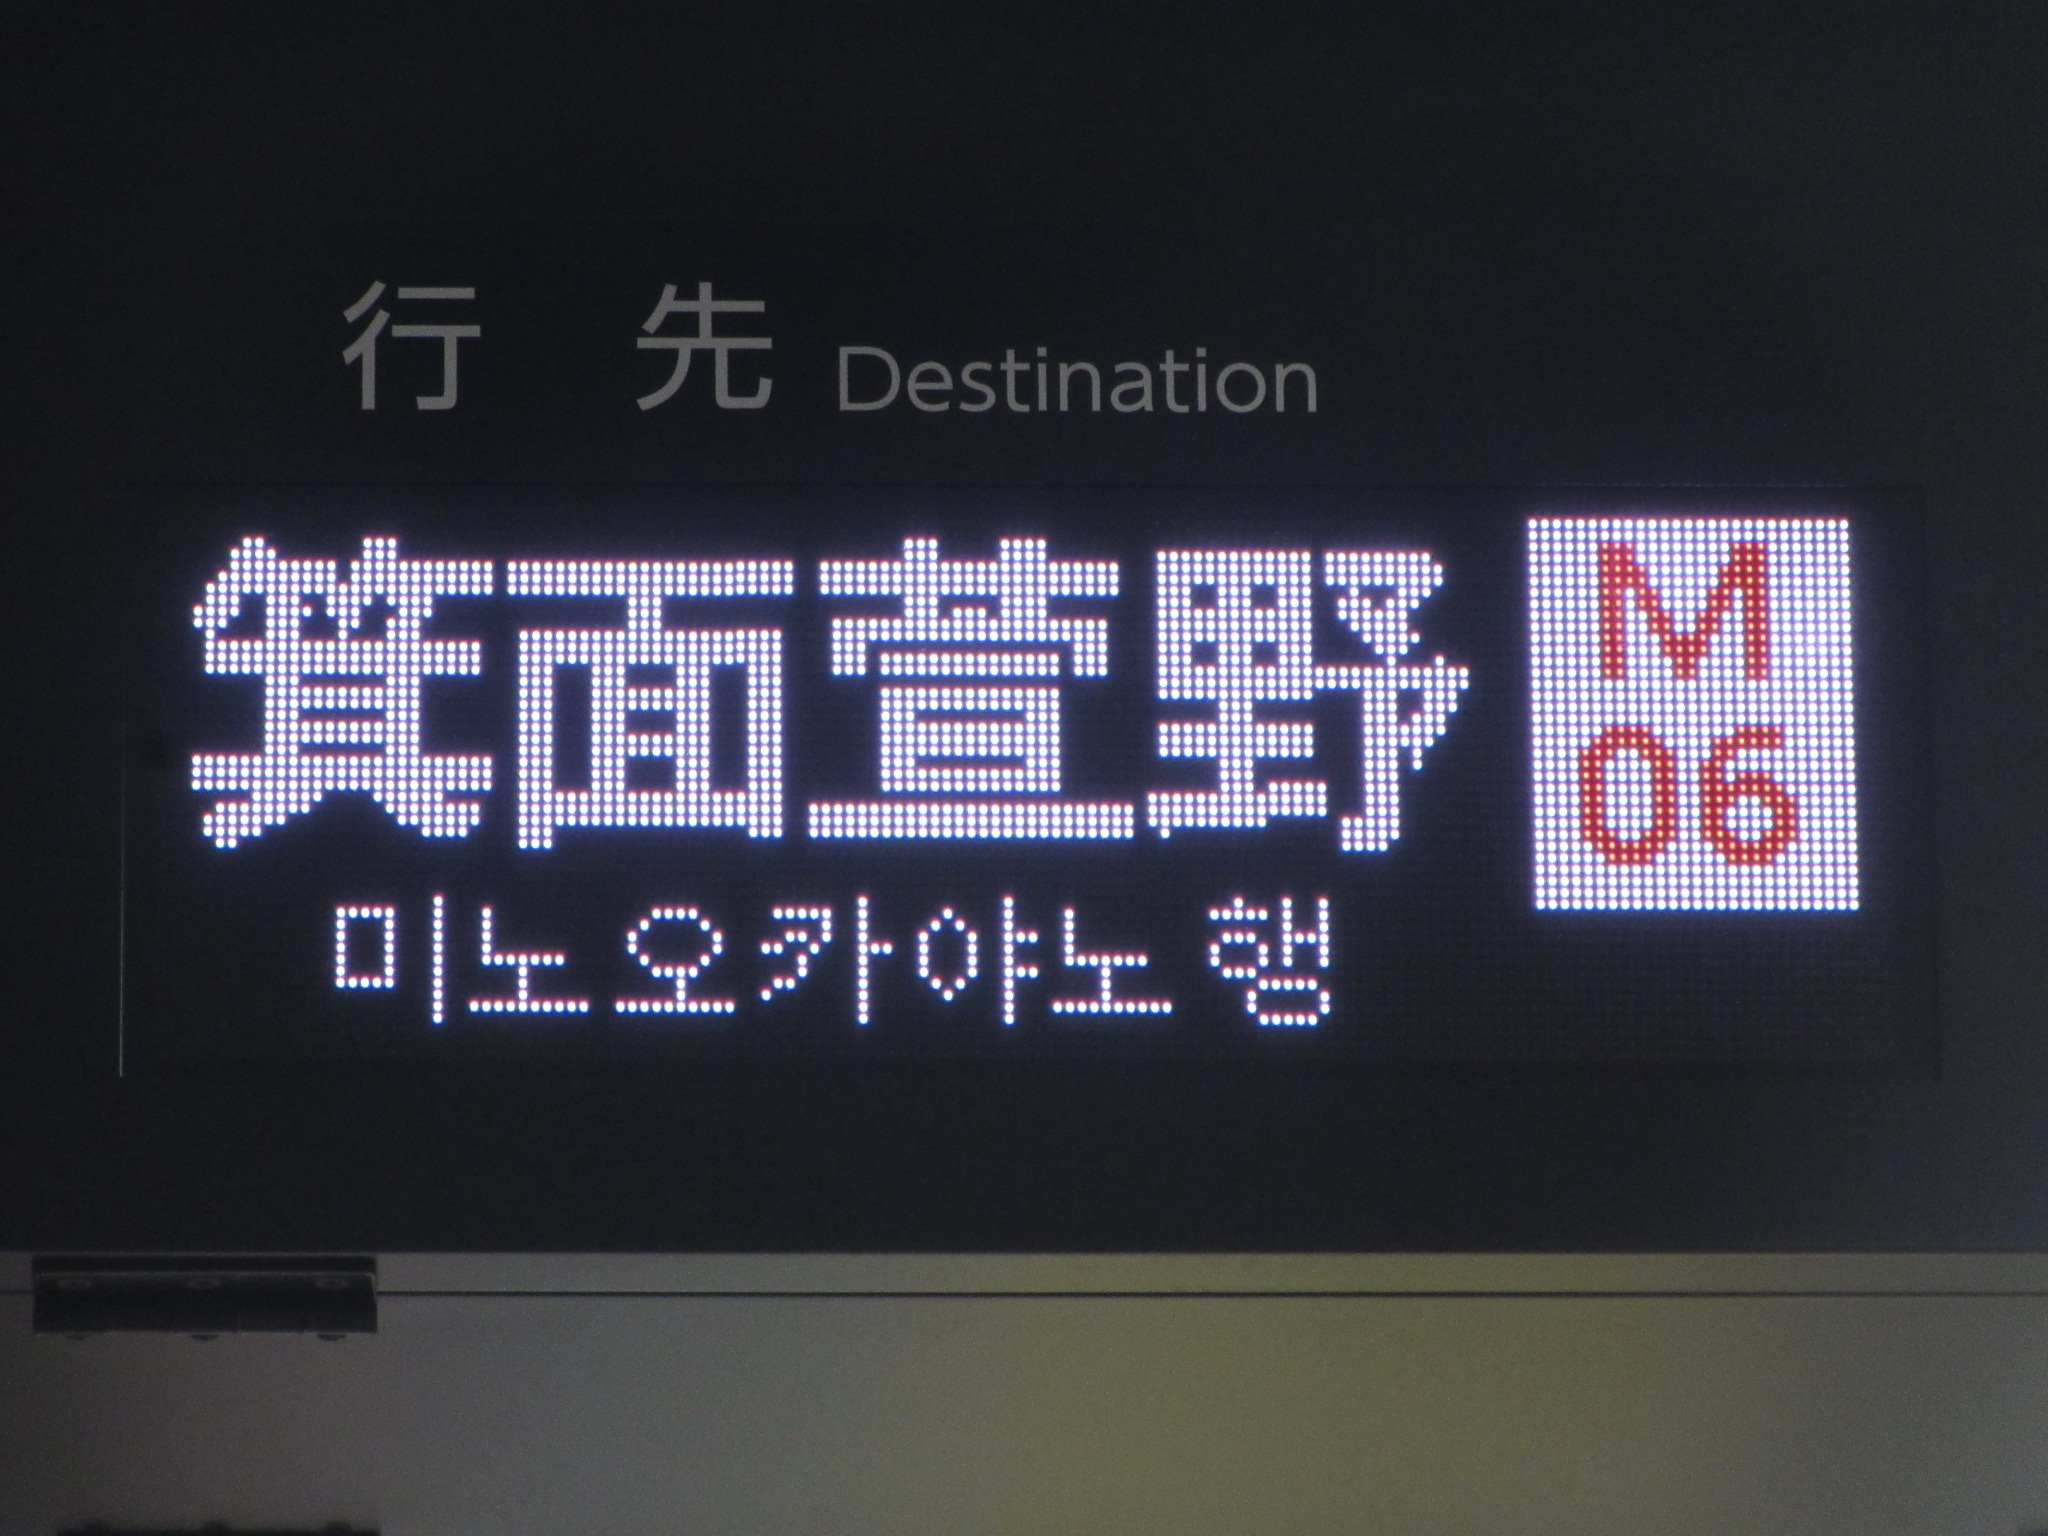 行先 Destination
箕面萱野
미노오카야노 행
M
06